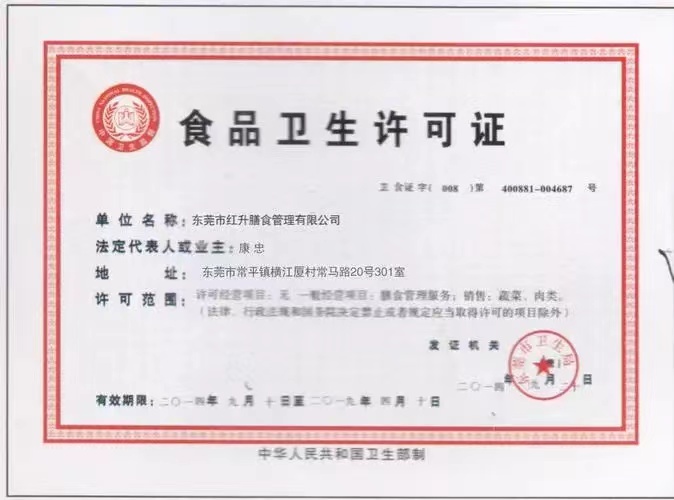 食品卫生许可证
卫 食证字( 008 )第 400881-004687 号
单位名称:东莞市红升膳食管理有限公司
法定代表人或业主:康忠
地 址: 东莞市常平镇横江厦村常马路20号301室
许可范围: 许可经营项目:无 一般经营项目:膳食管理服务;销售:蔬菜、肉类。
(法律、行政法规和国务院决定禁止或者规定应当取得许可的项目除外)
发证机关
东莞市卫生局
二〇一四年 九月 二十日
有效期限:二〇一四年 九月 十日至二〇一九年 四月 十日
中华人民共和国卫生部制
中国卫生监督